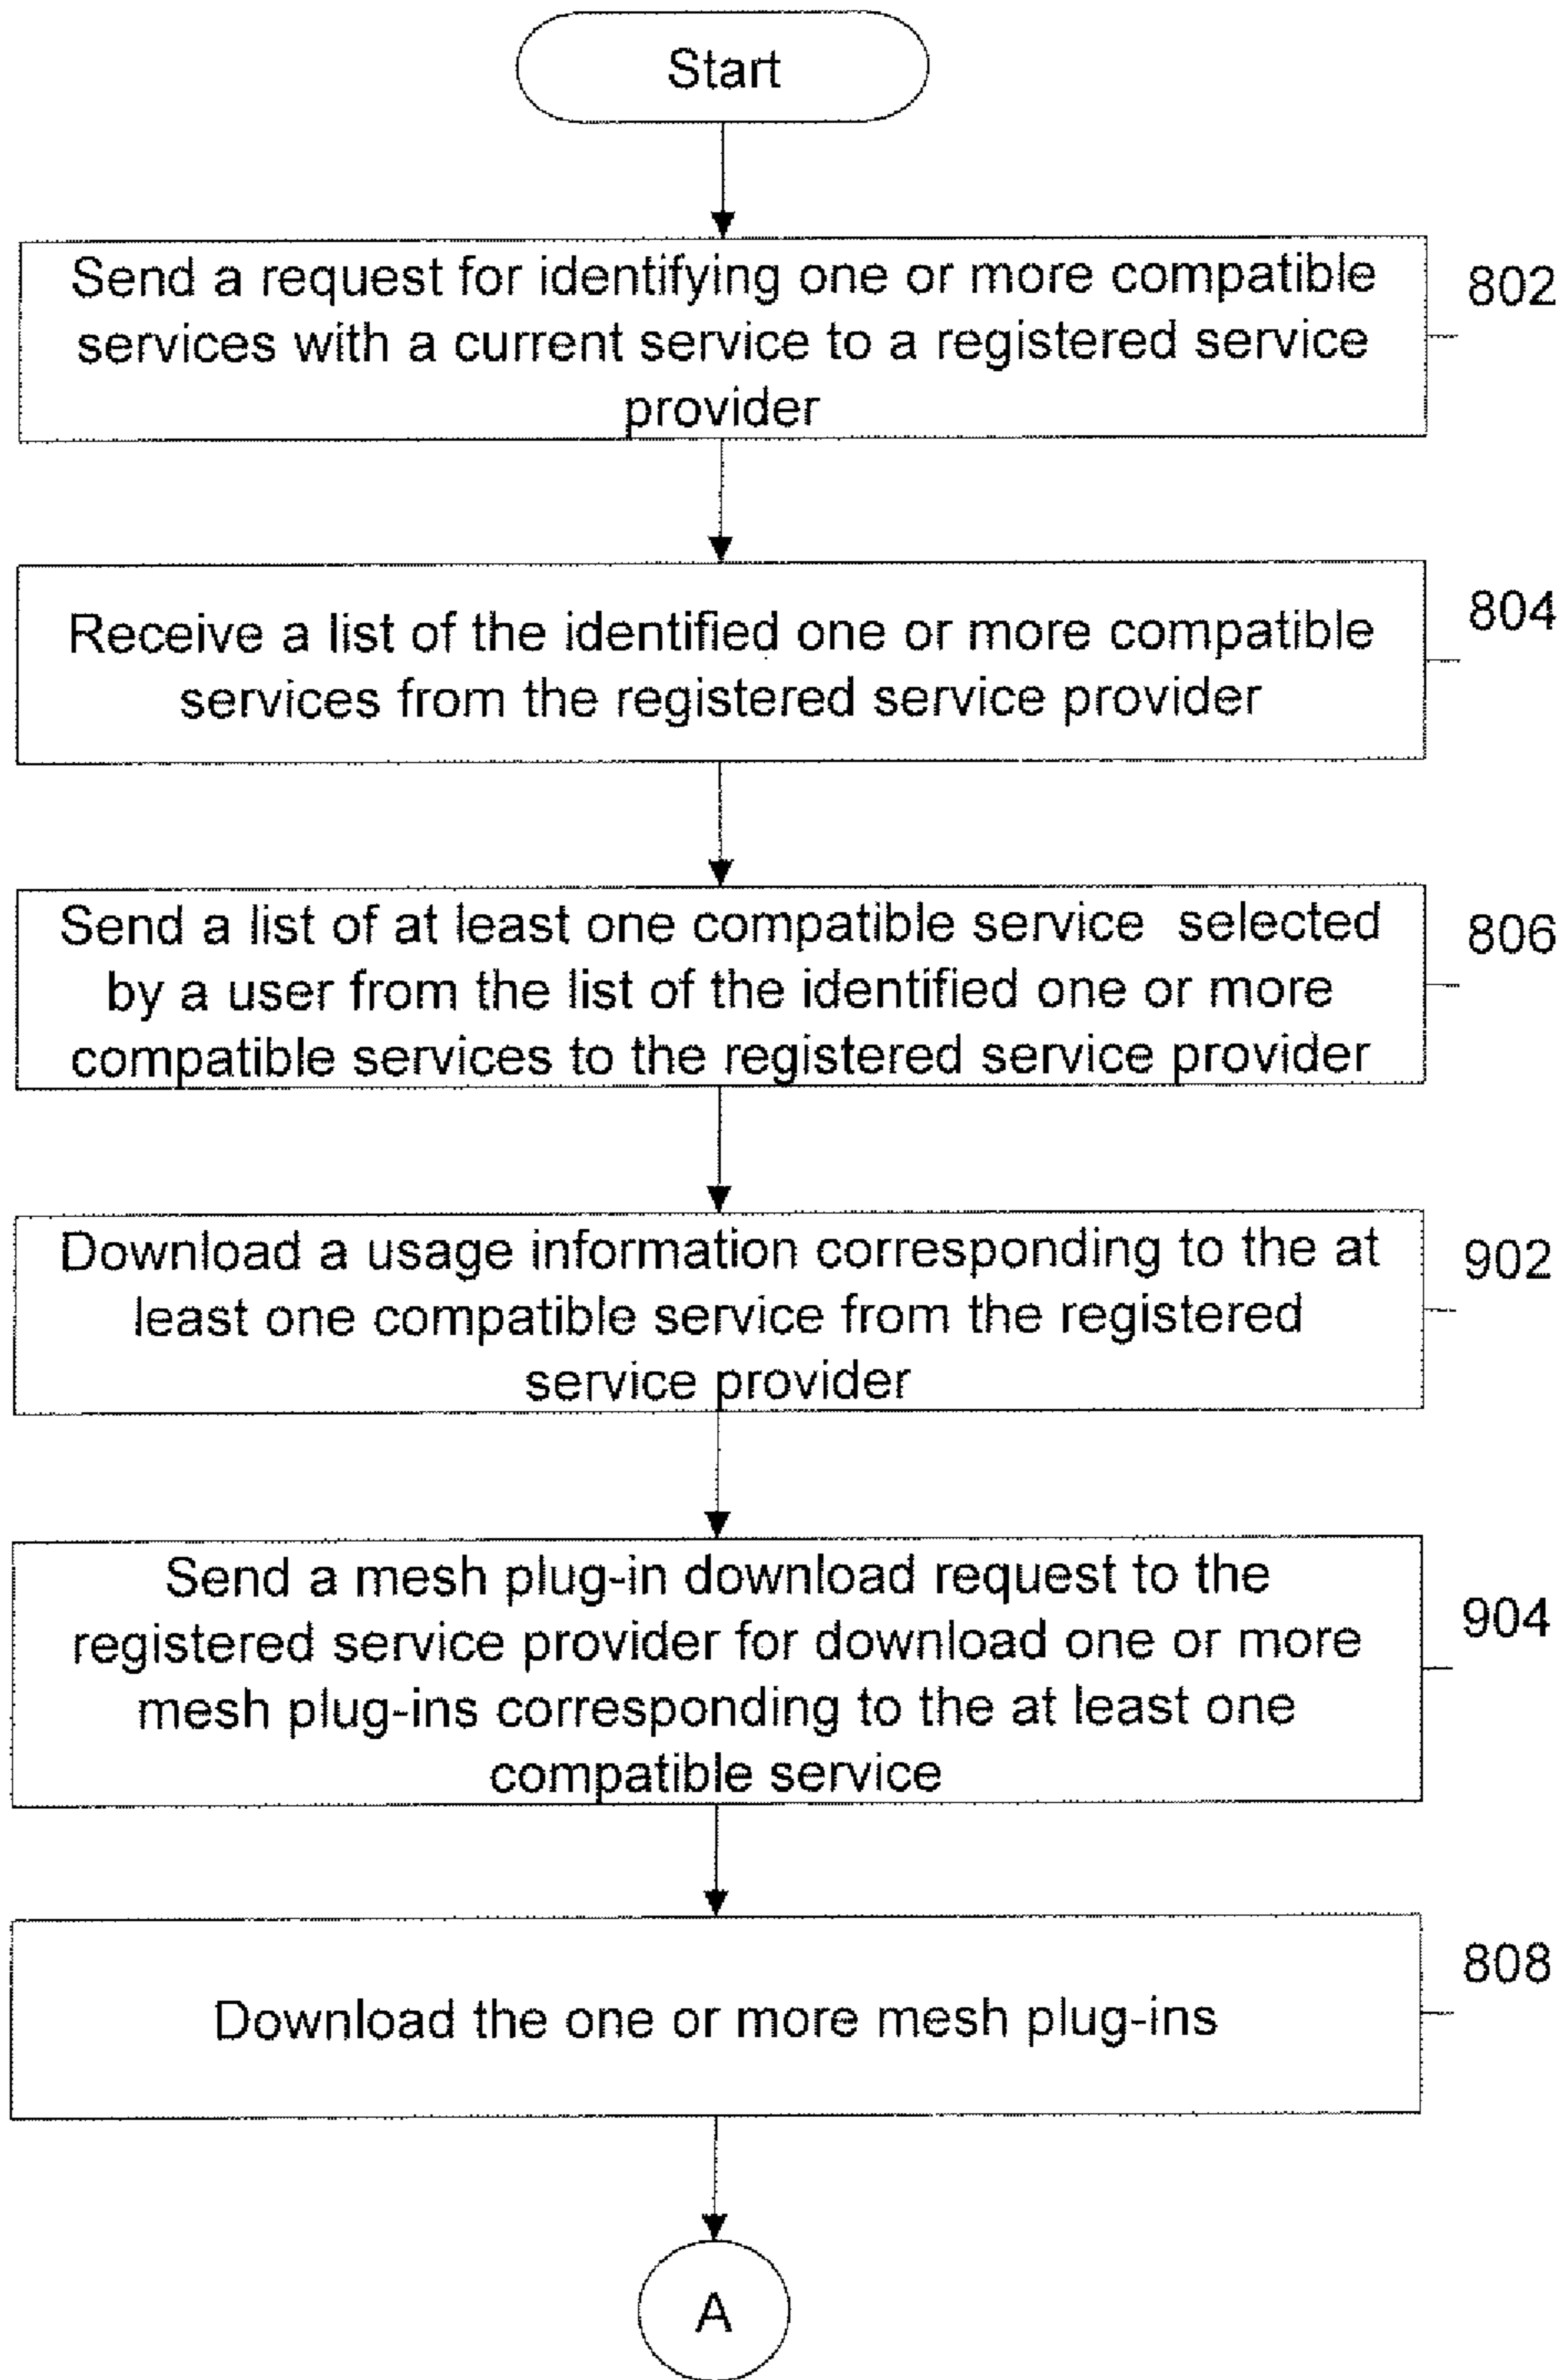 Start
Send a request for identifying one or more compatible
services with a current service to a registered service
provider
802
Receive a list of the identified one or more compatible
services from the registered service provider
804
Send a list of at least one compatible service selected
by a user from the list of the identified one or more
compatible services to the registered service provider
806
Download a usage information corresponding to the at
least one compatible service from the registered
service provider
902
Send a mesh plug-in download request to the
registered service provider for download one or more
mesh plug-ins corresponding to the at least one
compatible service
904
Download the one or more mesh plug-ins
808
A